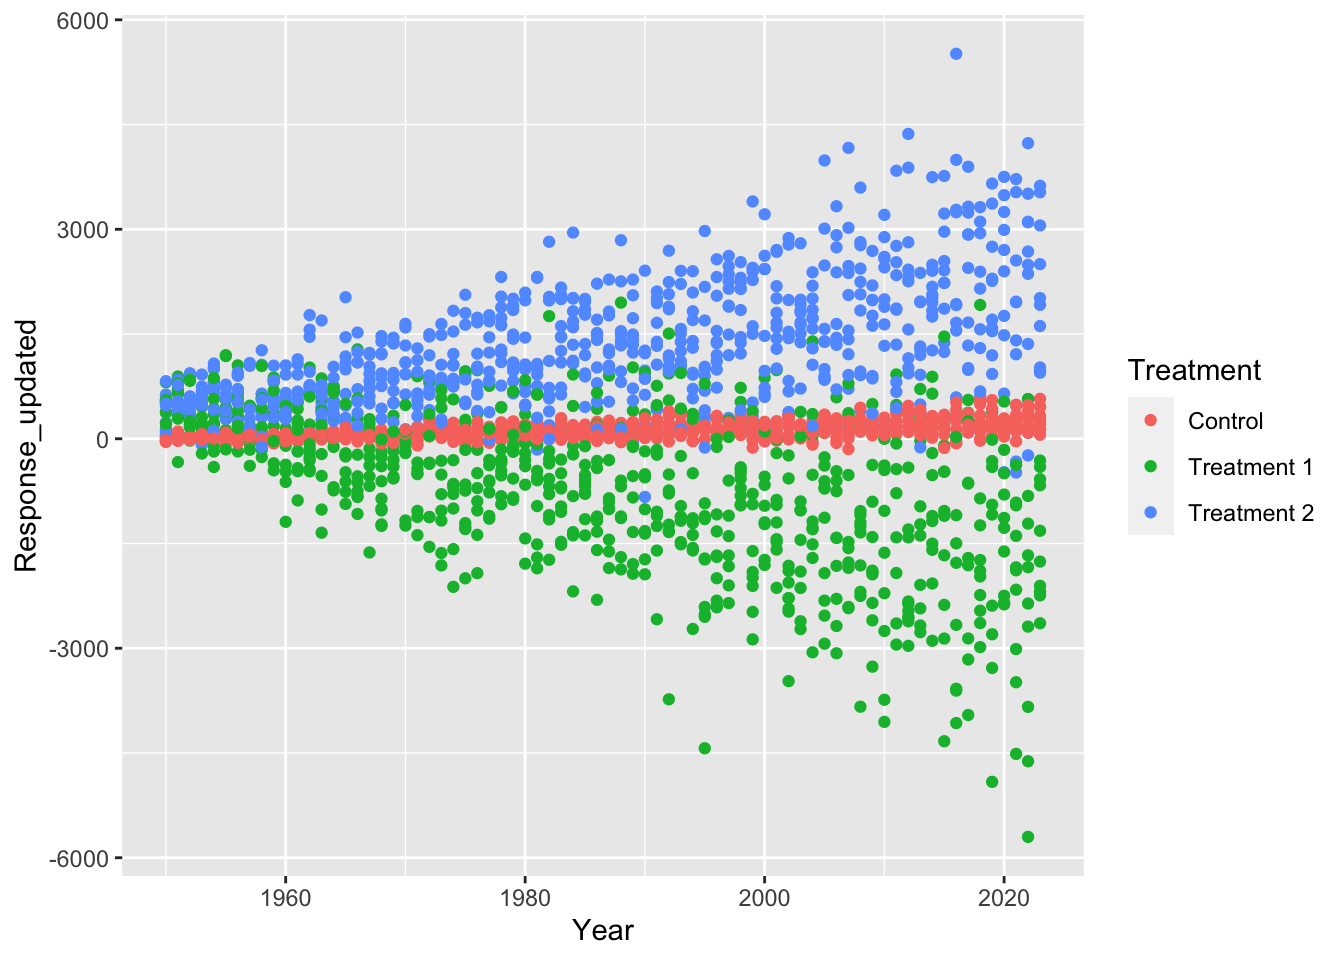 6000
3000
0
-3000
-6000
Response_updated
1960
1980
2000
2020
Year
Treatment
Control
Treatment 1
Treatment 2